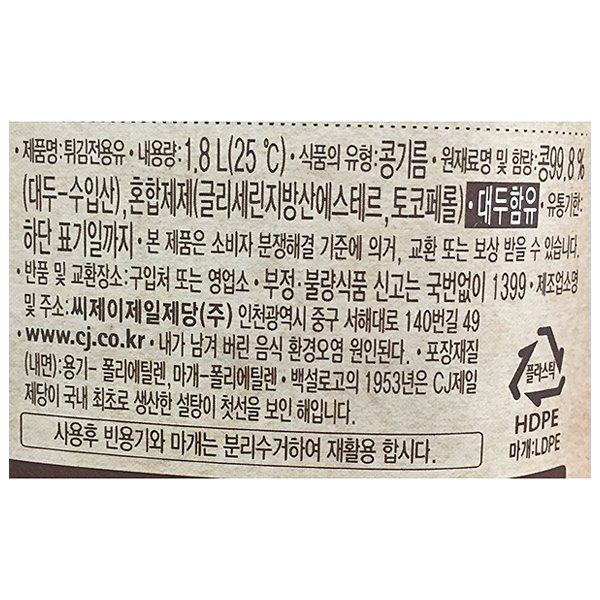 · 제품명:튀김전용유 · 내용량:1.8 L(25 ℃) · 식품의 유형:콩기름 · 원재료명 및 함량:콩99.8 %
(대두-수입산),혼합제제(글리세린지방산에스테르,토코페롤) · 대두함유 · 유통기한:
하단 표기일까지 · 본 제품은 소비자 분쟁해결 기준에 의거, 교환 또는 보상 받을 수 있습니다.
· 반품 및 교환장소:구입처 또는 영업소 · 부정·불량식품 신고는 국번없이 1399 · 제조업소명
및 주소:씨제이제일제당(주) 인천광역시 중구 서해대로 140번길 49
· www.cj.co.kr · 내가 남겨 버린 음식 환경오염 원인된다. · 포장재질
(내면):용기-폴리에틸렌, 마개-폴리에틸렌 · 백설로고의 1953년은 CJ제일
제당이 국내 최초로 생산한 설탕이 첫선을 보인 해입니다.
사용후 빈용기와 마개는 분리수거하여 재활용 합시다.
플라스틱
HDPE
마개:LDPE